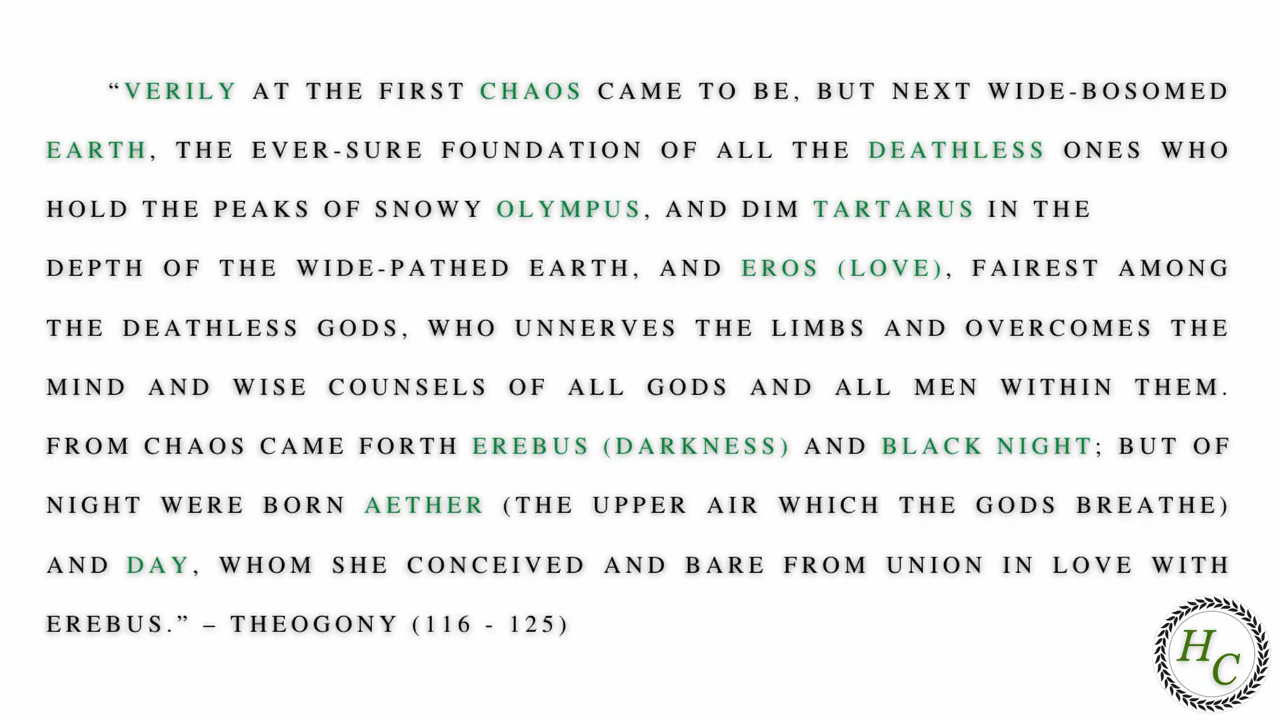 “VERILY AT THE FIRST CHAOS CAME TO BE, BUT NEXT WIDE-BOSOMED
EARTH, THE EVER-SURE FOUNDATION OF ALL THE DEATHLESS ONES WHO
HOLD THE PEAKS OF SNOWY OLYMPUS, AND DIM TARTARUS IN THE
DEPTH OF THE WIDE-PATHED EARTH, AND EROS (LOVE), FAIREST AMONG
THE DEATHLESS GODS, WHO UNNERVES THE LIMBS AND OVERCOMES THE
MIND AND WISE COUNSELS OF ALL GODS AND ALL MEN WITHIN THEM.
FROM CHAOS CAME FORTH EREBUS (DARKNESS) AND BLACK NIGHT; BUT OF
NIGHT WERE BORN AETHER (THE UPPER AIR WHICH THE GODS BREATHE)
AND DAY, WHOM SHE CONCEIVED AND BARE FROM UNION IN LOVE WITH
EREBUS.” – THEOGONY (116 - 125)
HC